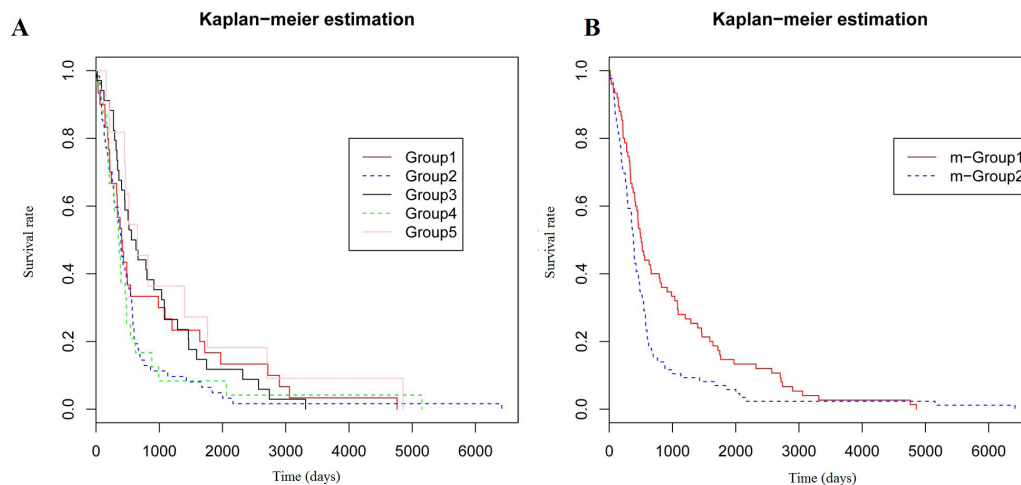 A
Kaplan−meier estimation
Survival rate
1.0
0.8
0.6
0.4
0.2
0.0
Group1
Group2
Group3
Group4
Group5
0 1000 2000 3000 4000 5000 6000
Time (days)
B
Kaplan−meier estimation
Survival rate
1.0
0.8
0.6
0.4
0.2
0.0
m−Group1
m−Group2
0 1000 2000 3000 4000 5000 6000
Time (days)